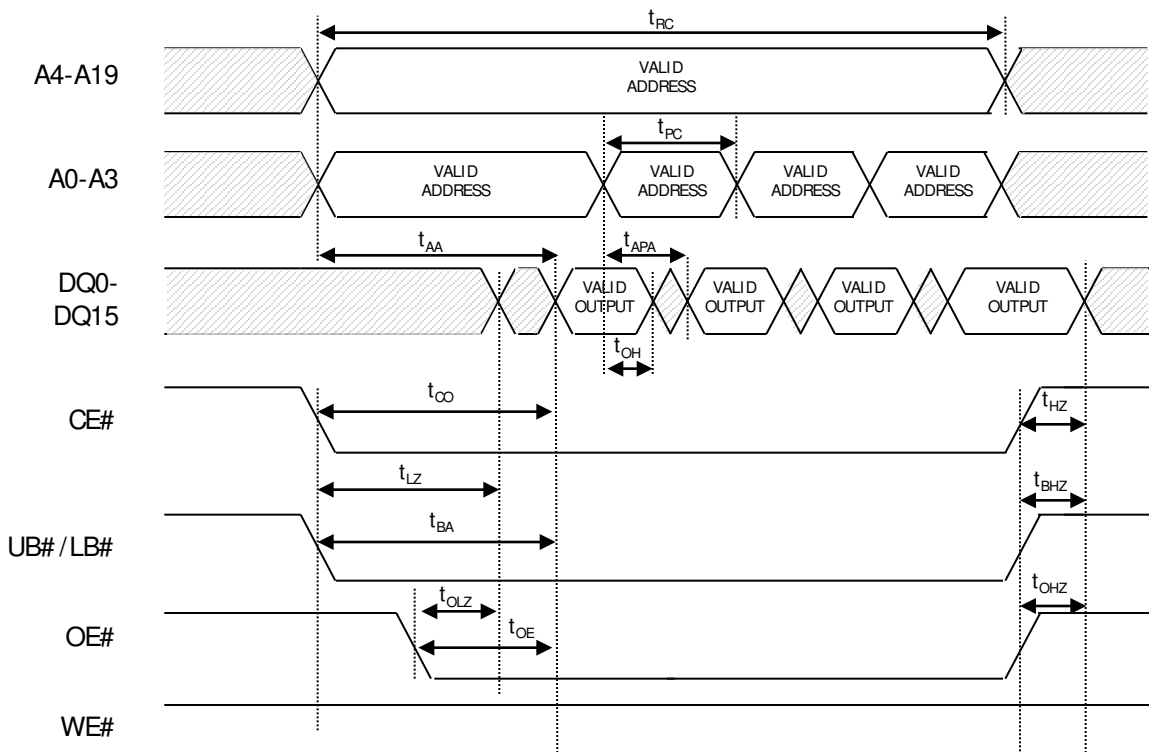 tRC
A4-A19
VALID
ADDRESS
tPC
A0-A3
VALID
ADDRESS
VALID
ADDRESS
VALID
ADDRESS
VALID
ADDRESS
tAA
tAPA
DQ0-
DQ15
VALID
OUTPUT
VALID
OUTPUT
VALID
OUTPUT
VALID
OUTPUT
tOH
CE#
tCO
tHZ
tLZ
tBHZ
UB# / LB#
tBA
tOLZ
tOHZ
OE#
tOE
WE#